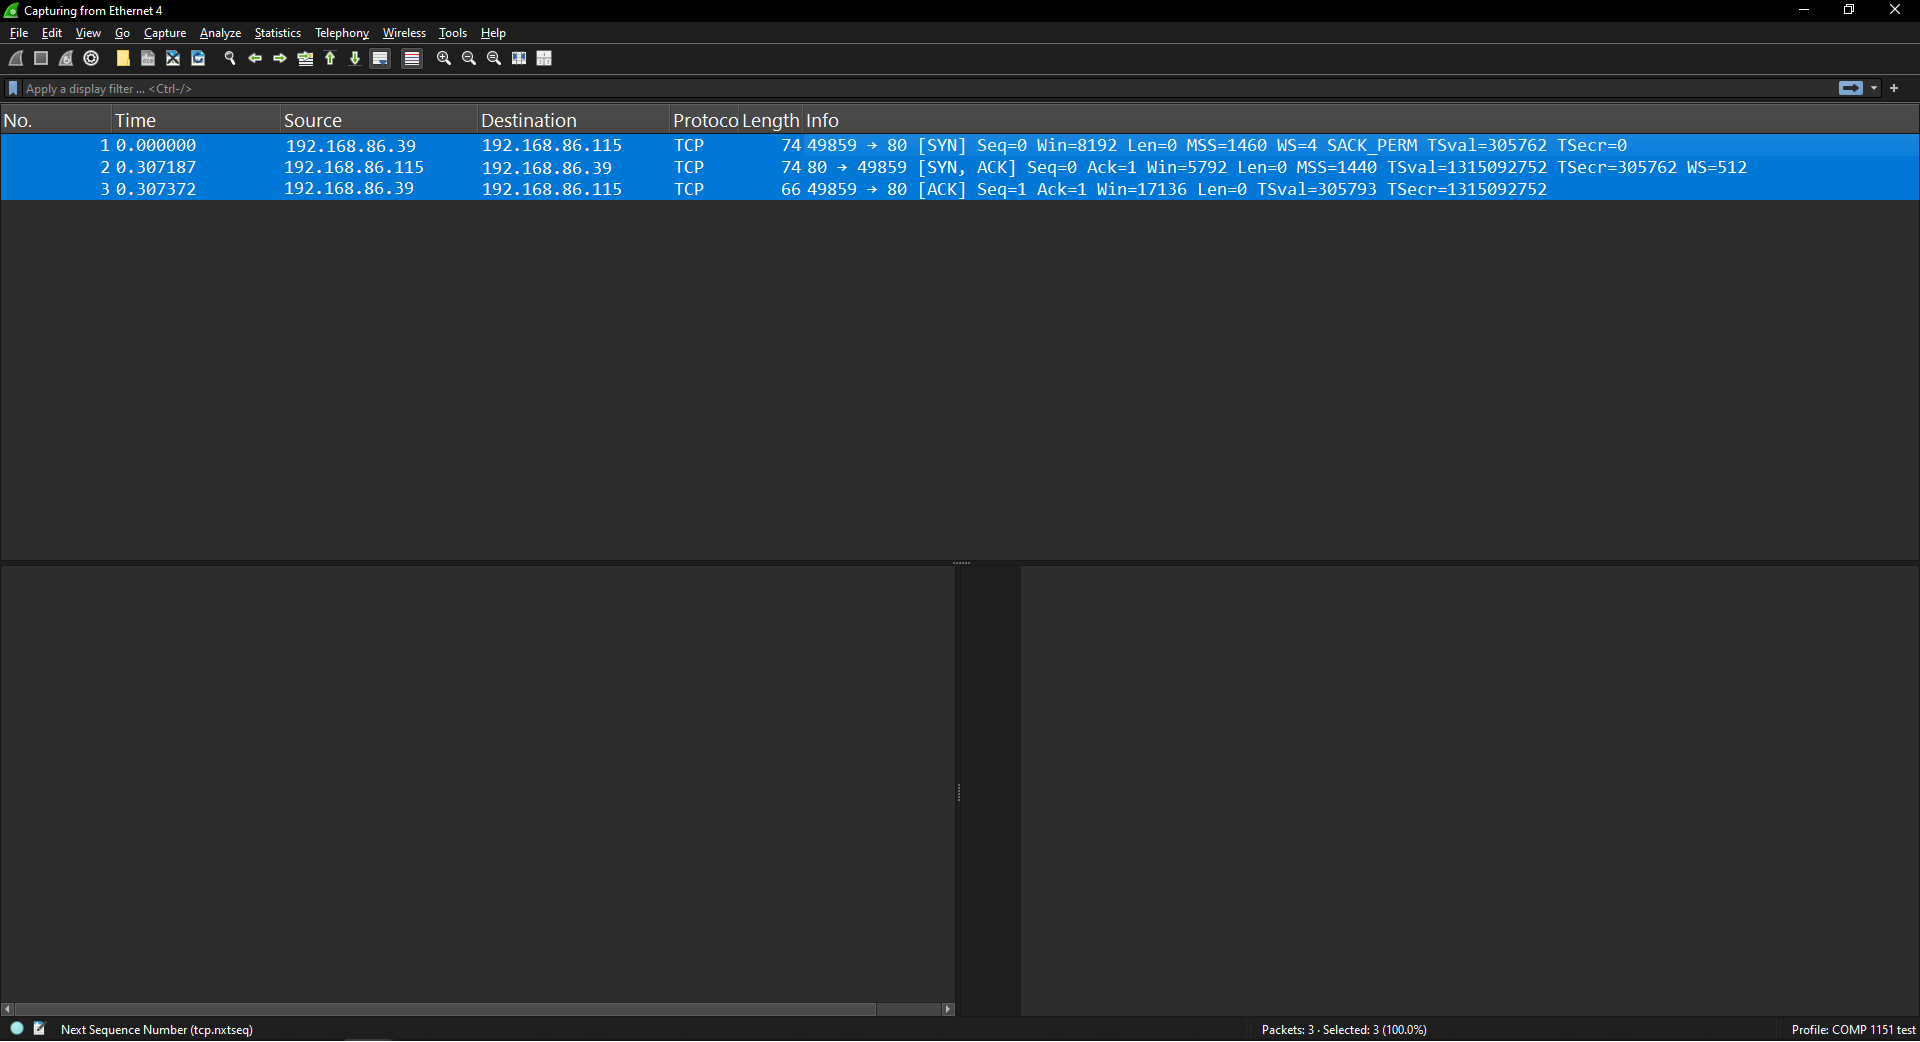 Capturing from Ethernet 4
File Edit View Go Capture Analyze Statistics Telephony Wireless Tools Help
Apply a display filter ... <Ctrl-/>
No. Time Source Destination Protoco Length Info
1 0.000000 192.168.86.39 192.168.86.115 TCP 74 49859 → 80 [SYN] Seq=0 Win=8192 Len=0 MSS=1460 WS=4 SACK_PERM TSval=305762 TSecr=0
2 0.307187 192.168.86.115 192.168.86.39 TCP 74 80 → 49859 [SYN, ACK] Seq=0 Ack=1 Win=5792 Len=0 MSS=1440 TSval=1315092752 TSecr=305762 WS=512
3 0.307372 192.168.86.39 192.168.86.115 TCP 66 49859 → 80 [ACK] Seq=1 Ack=1 Win=17136 Len=0 TSval=305793 TSecr=1315092752
Next Sequence Number (tcp.nxtseq) Packets: 3 · Selected: 3 (100.0%) Profile: COMP 1151 test